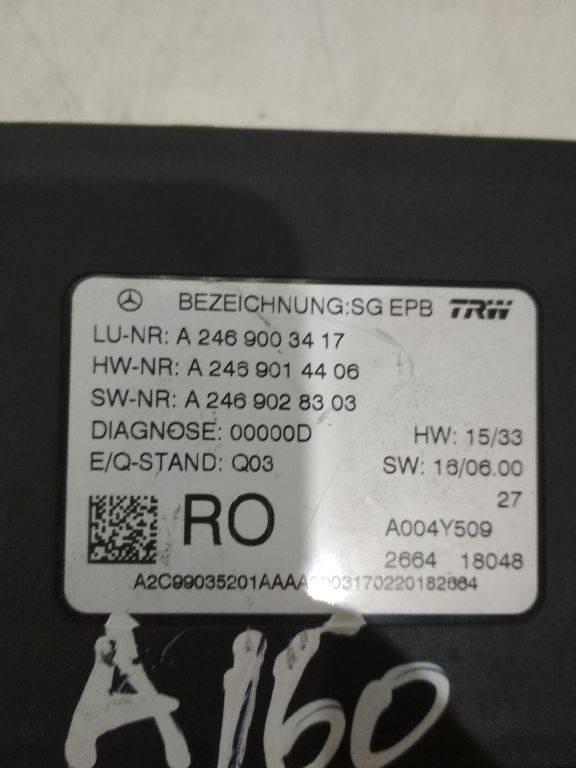 BEZEICHNUNG:SG EPB TRW
LU-NR: A 246 900 34 17
HW-NR: A 246 901 44 06
SW-NR: A 246 902 83 03
DIAGNOSE: 00000D HW: 15/33
E/Q-STAND: Q03 SW: 16/06.00
27
RO A004Y509
2664 18048
A160